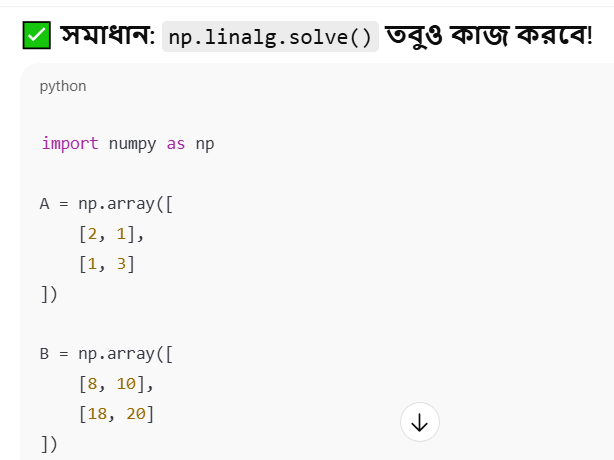 ✅ সমাধান: np.linalg.solve() তবুও কাজ করবে!
python
import numpy as np
A = np.array([
    [2, 1],
    [1, 3]
])
B = np.array([
    [8, 10],
    [18, 20]
])